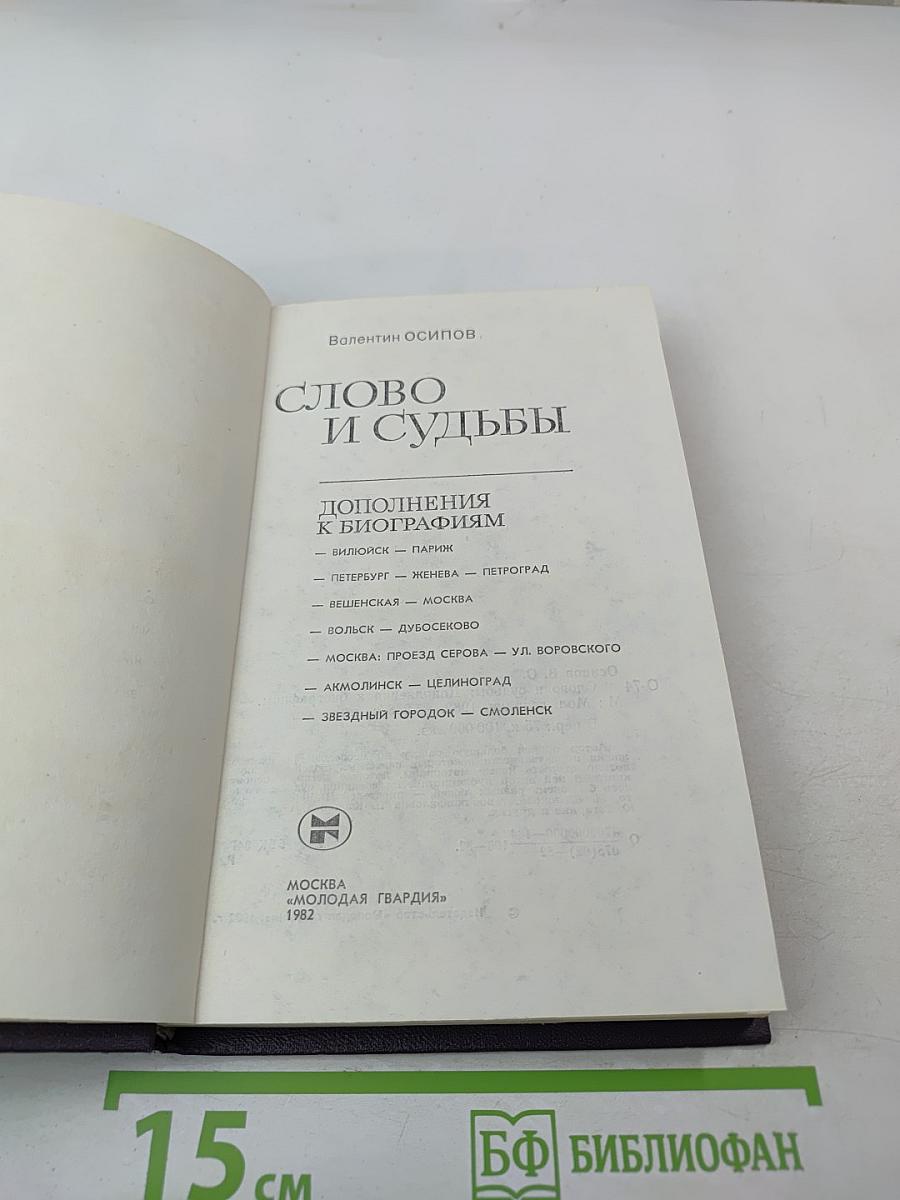 Валентин ОСИПОВ
СЛОВО
И СУДЬБЫ
ДОПОЛНЕНИЯ
К БИОГРАФИЯМ
— ВИЛЮЙСК — ПАРИЖ
— ПЕТЕРБУРГ — ЖЕНЕВА — ПЕТРОГРАД
— ВЕШЕНСКАЯ — МОСКВА
— ВОЛЬСК — ДУБОСЕКОВО
— МОСКВА: ПРОЕЗД СЕРОВА — УЛ. ВОРОВСКОГО
— АКМОЛИНСК — ЦЕЛИНОГРАД
— ЗВЕЗДНЫЙ ГОРОДОК — СМОЛЕНСК
МОСКВА
«МОЛОДАЯ ГВАРДИЯ»
1982
15 см
БФ БИБЛИОФАН